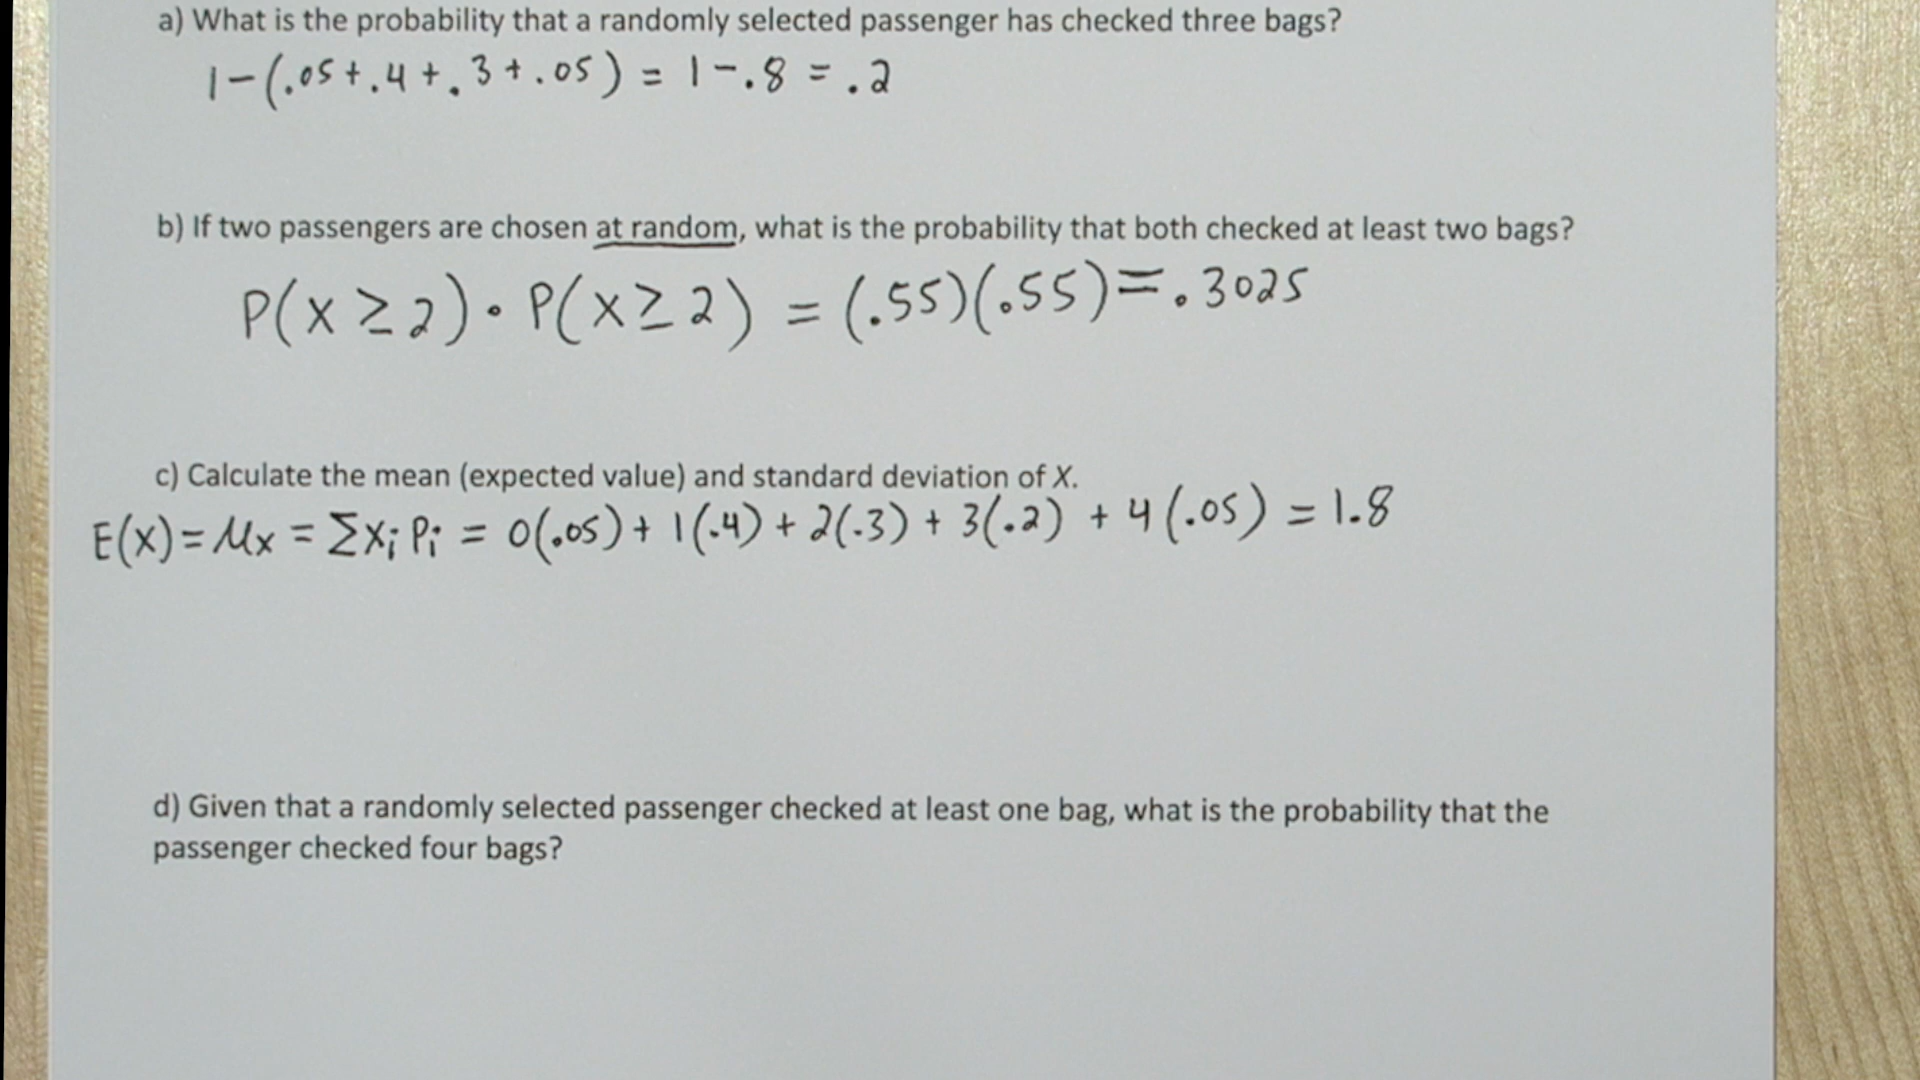 a) What is the probability that a randomly selected passenger has checked three bags?
1-(.05+.4+.3+.05) = 1-.8 = .2
b) If two passengers are chosen at random, what is the probability that both checked at least two bags?
P(X ≥ 2) · P(X ≥ 2) = (.55)(.55) = .3025
c) Calculate the mean (expected value) and standard deviation of X.
E(X) = μx = Σxi Pi = 0(.05) + 1(.4) + 2(.3) + 3(.2) + 4(.05) = 1.8
d) Given that a randomly selected passenger checked at least one bag, what is the probability that the
passenger checked four bags?